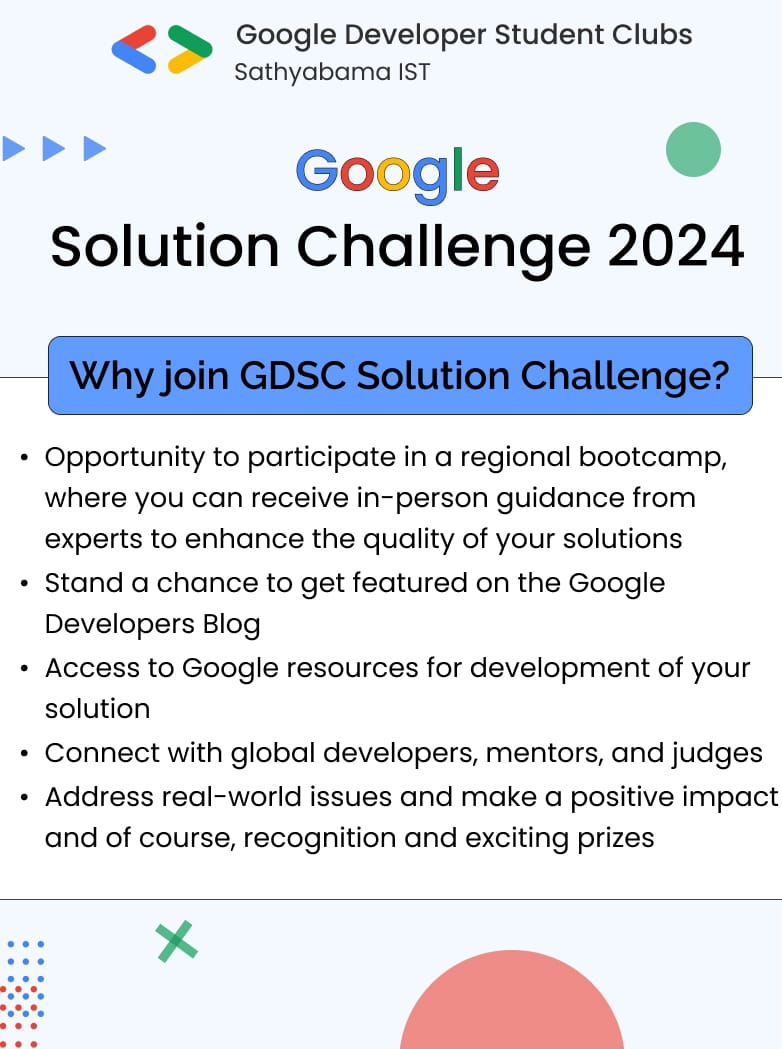 Google Developer Student Clubs
Sathyabama IST
Google
Solution Challenge 2024
Why join GDSC Solution Challenge?
• Opportunity to participate in a regional bootcamp,
where you can receive in-person guidance from
experts to enhance the quality of your solutions
• Stand a chance to get featured on the Google
Developers Blog
• Access to Google resources for development of your
solution
• Connect with global developers, mentors, and judges
• Address real-world issues and make a positive impact
and of course, recognition and exciting prizes